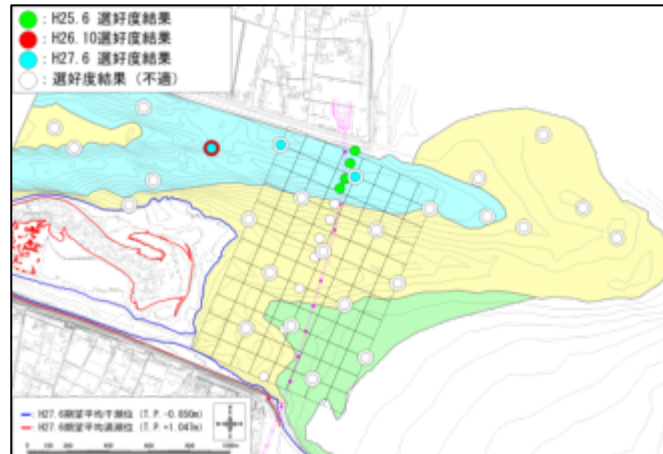 : H25.6 選好度結果
: H26.10選好度結果
: H27.6 選好度結果
: 選好度結果（不適）
H27.6朔望平均干潮位 (T.P.-0.850m)
H27.6朔望平均満潮位 (T.P.+1.047m)